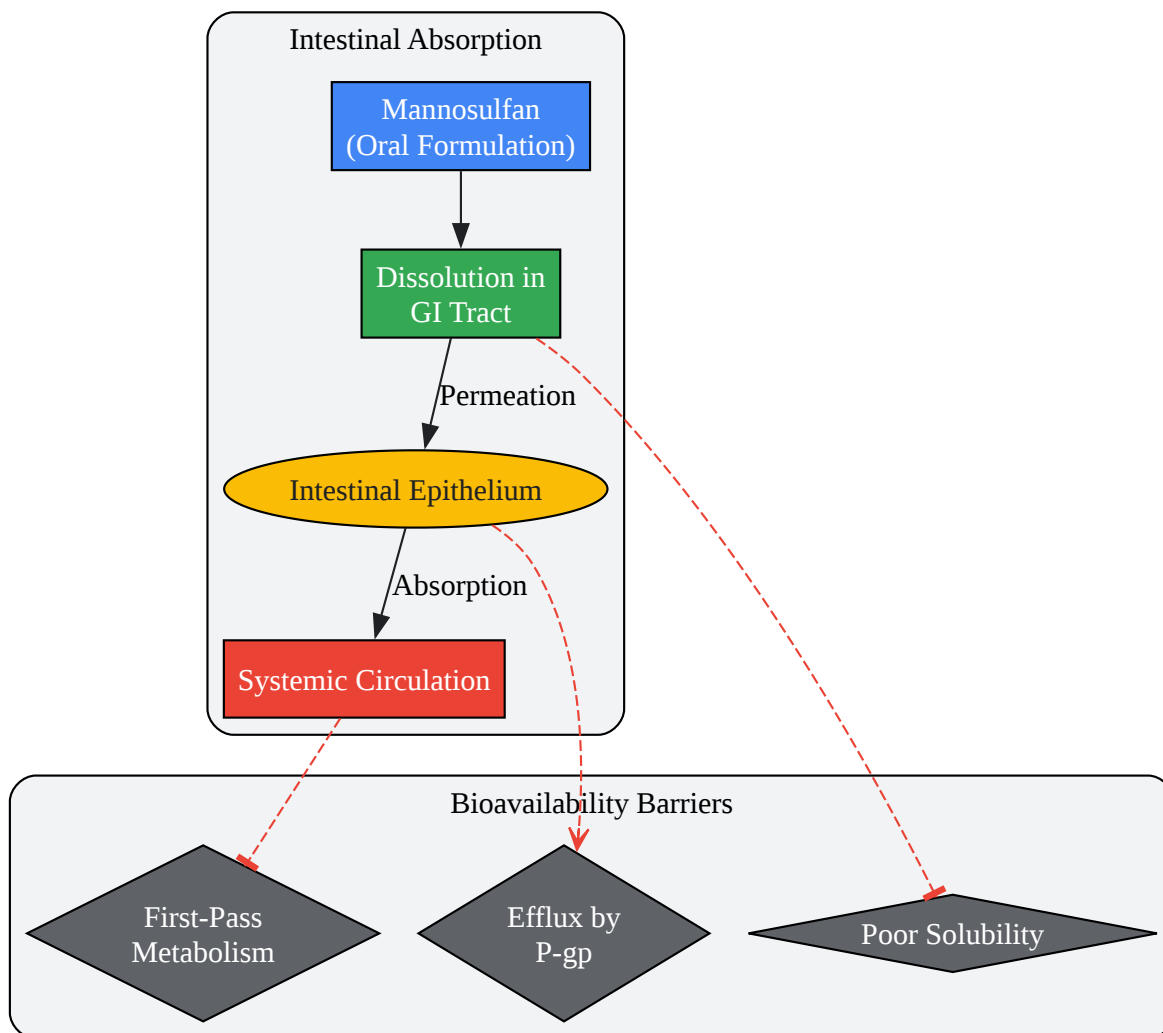 Intestinal Absorption
Mannosulfan
(Oral Formulation)
Dissolution in
GI Tract
Permeation
Intestinal Epithelium
Absorption
Systemic Circulation
Bioavailability Barriers
First-Pass
Metabolism
Efflux by
P-gp
Poor Solubility